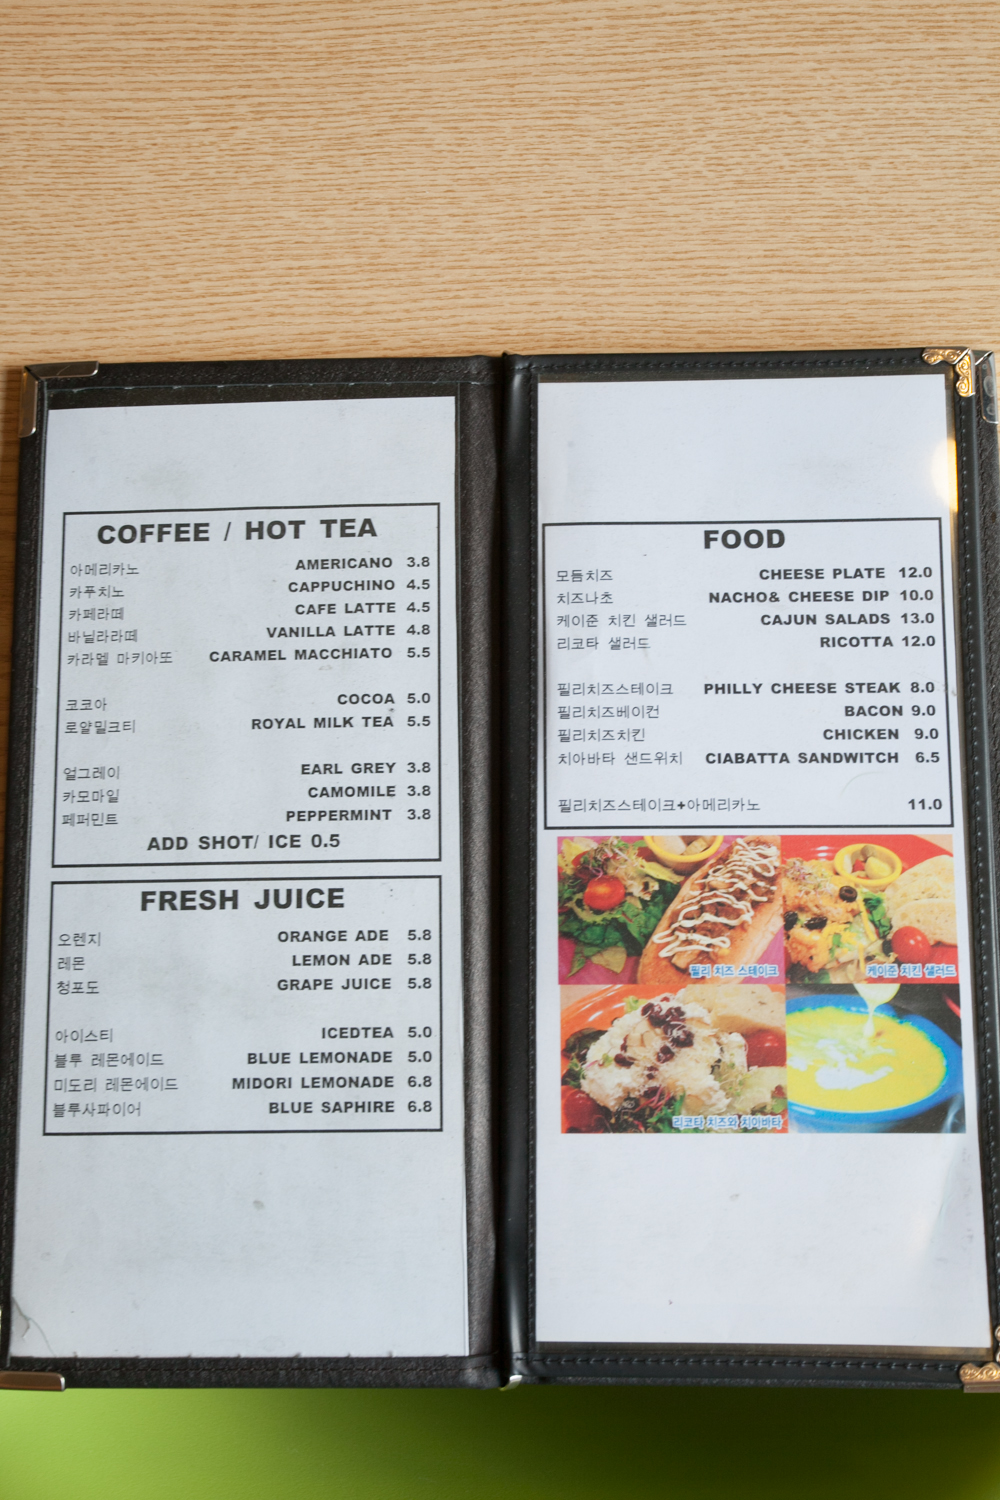 COFFEE / HOT TEA
아메리카노 AMERICANO 3.8
카푸치노 CAPPUCHINO 4.5
카페라떼 CAFE LATTE 4.5
바닐라라떼 VANILLA LATTE 4.8
카라멜 마키아또 CARAMEL MACCHIATO 5.5
코코아 COCOA 5.0
로얄밀크티 ROYAL MILK TEA 5.5
얼그레이 EARL GREY 3.8
카모마일 CAMOMILE 3.8
페퍼민트 PEPPERMINT 3.8
ADD SHOT/ ICE 0.5
FRESH JUICE
오렌지 ORANGE ADE 5.8
레몬 LEMON ADE 5.8
청포도 GRAPE JUICE 5.8
아이스티 ICEDTEA 5.0
블루 레몬에이드 BLUE LEMONADE 5.0
미도리 레몬에이드 MIDORI LEMONADE 6.8
블루사파이어 BLUE SAPHIRE 6.8
FOOD
모듬치즈 CHEESE PLATE 12.0
치즈나초 NACHO& CHEESE DIP 10.0
케이준 치킨 샐러드 CAJUN SALADS 13.0
리코타 샐러드 RICOTTA 12.0
필리치즈스테이크 PHILLY CHEESE STEAK 8.0
필리치즈베이컨 BACON 9.0
필리치즈치킨 CHICKEN 9.0
치아바타 샌드위치 CIABATTA SANDWITCH 6.5
필리치즈스테이크+아메리카노 11.0
필리 치즈 스테이크
케이준 치킨 샐러드
리코타 치즈와 치아바타